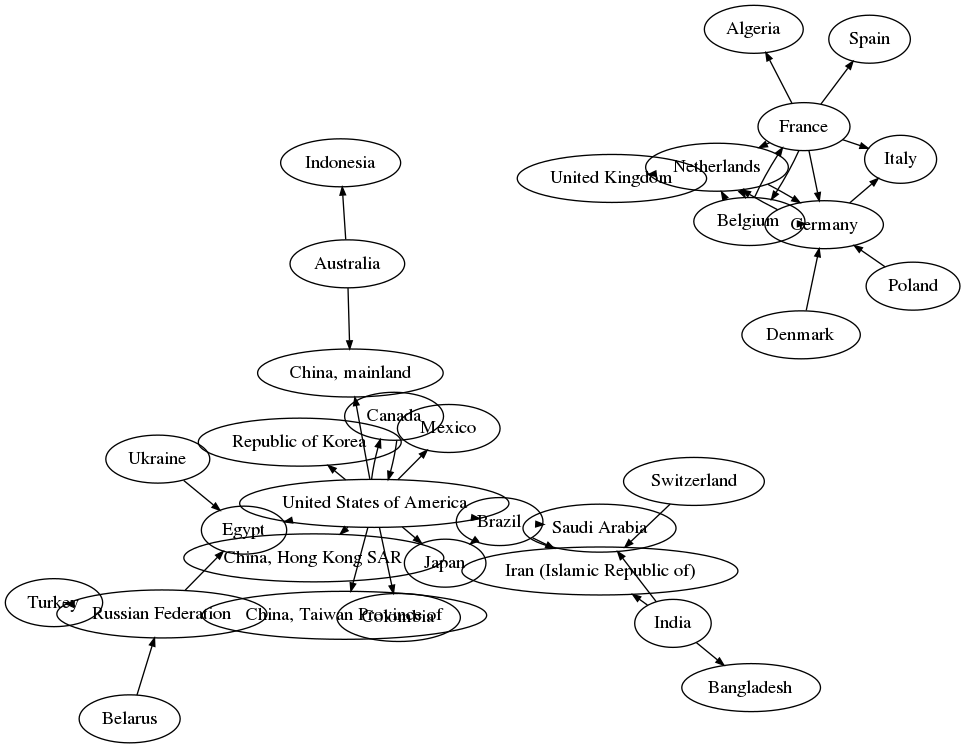 Algeria
Spain
France
Italy
Indonesia
Netherlands
United Kingdom
Belgium
Germany
Australia
Poland
Denmark
China, mainland
Canada
Mexico
Republic of Korea
Ukraine
Switzerland
United States of America
Brazil
Saudi Arabia
Egypt
China, Hong Kong SAR
Japan
Iran (Islamic Republic of)
Turkey
Russian Federation
China, Taiwan Province of
Colombia
India
Bangladesh
Belarus